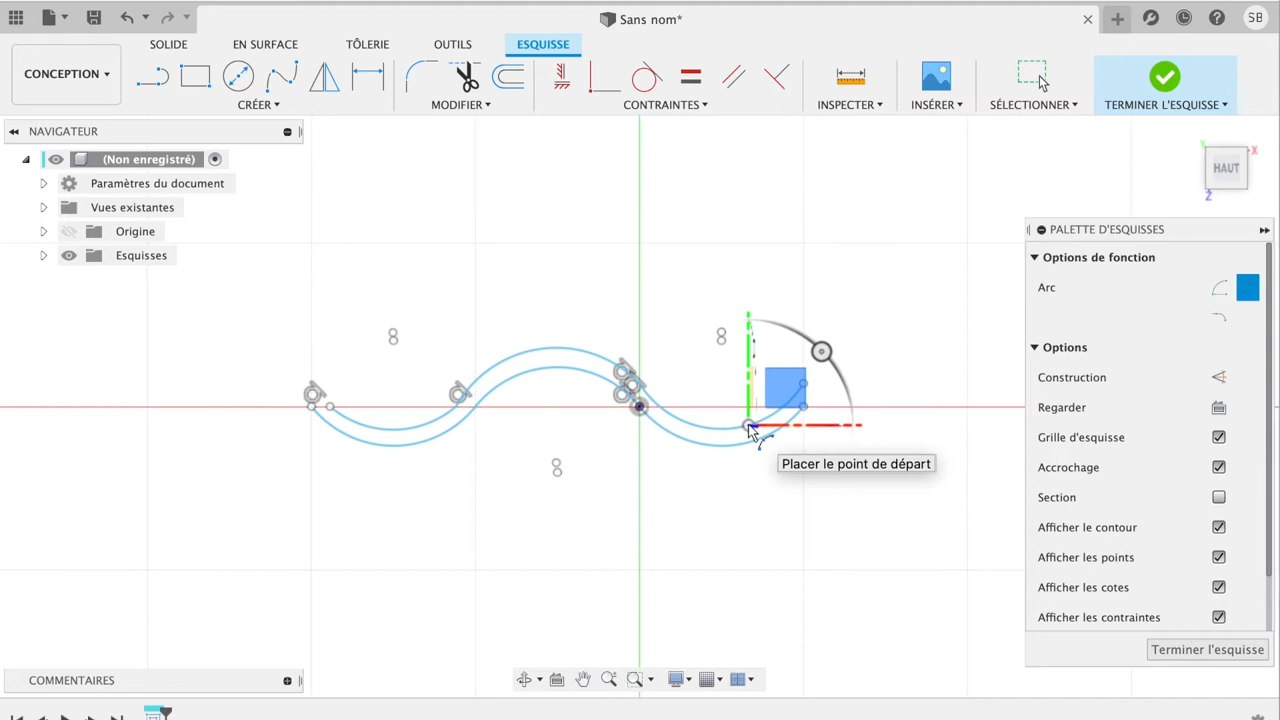 Sans nom*
SB
CONCEPTION
SOLIDE
EN SURFACE
TÔLERIE
OUTILS
ESQUISSE
CRÉER
MODIFIER
CONTRAINTES
INSPECTER
INSÉRER
SÉLECTIONNER
TERMINER L'ESQUISSE
NAVIGATEUR
(Non enregistré)
Paramètres du document
Vues existantes
Origine
Esquisses
Y
X
HAUT
Z
PALETTE D'ESQUISSES
Options de fonction
Arc
Options
Construction
Regarder
Grille d'esquisse
Accrochage
Section
Afficher le contour
Afficher les points
Afficher les cotes
Afficher les contraintes
Terminer l'esquisse
Placer le point de départ
COMMENTAIRES